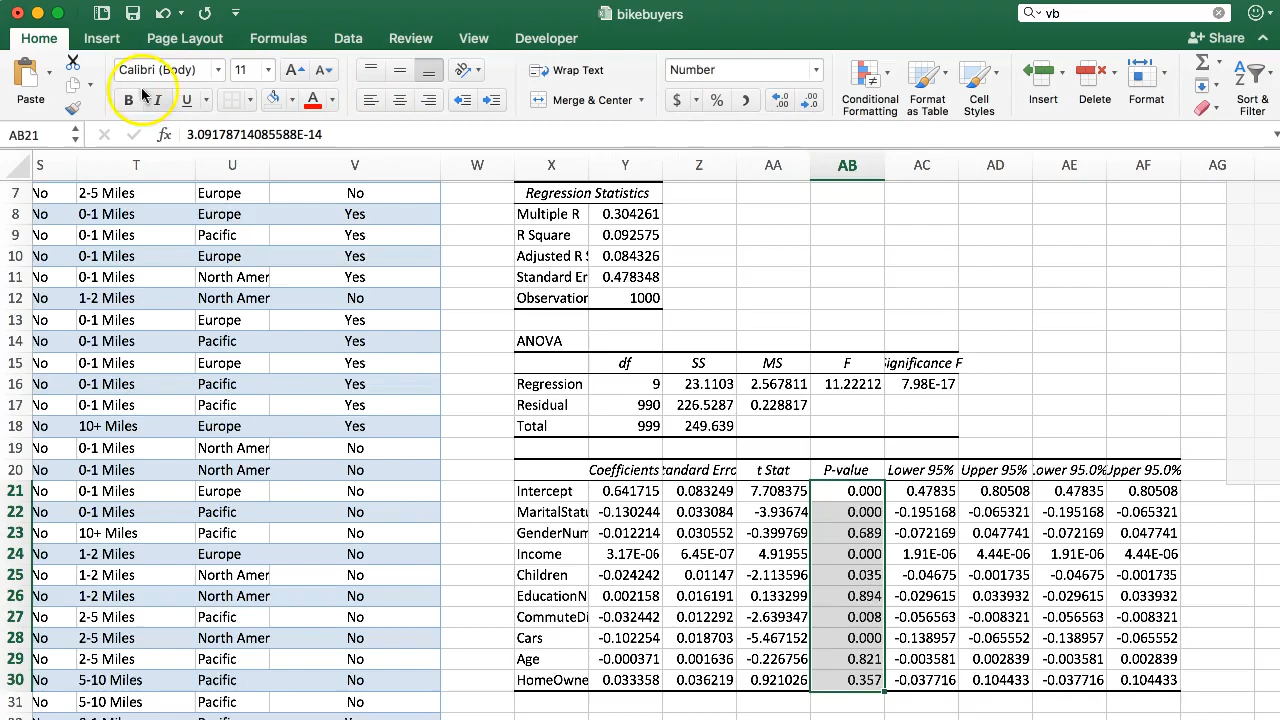 bikebuyers
vb
Home Insert Page Layout Formulas Data Review View Developer Share
Paste Calibri (Body) 11 A A Wrap Text Number Conditional Formatting Format as Table Cell Styles Insert Delete Format Sort & Filter
B I U A Merge & Center $ % )
AB21 fx 3.09178714085588E-14
S T U V W X Y Z AA AB AC AD AE AF AG
7 No 2-5 Miles Europe No Regression Statistics
8 No 0-1 Miles Europe Yes Multiple R 0.304261
9 No 0-1 Miles Pacific Yes R Square 0.092575
10 No 0-1 Miles Europe Yes Adjusted R S 0.084326
11 No 0-1 Miles North Amer Yes Standard Er 0.478348
12 No 1-2 Miles North Amer No Observation 1000
13 No 0-1 Miles Europe Yes
14 No 0-1 Miles Pacific Yes ANOVA
15 No 0-1 Miles Europe Yes df SS MS F Significance F
16 No 0-1 Miles Pacific Yes Regression 9 23.1103 2.567811 11.22212 7.98E-17
17 No 0-1 Miles Pacific Yes Residual 990 226.5287 0.228817
18 No 10+ Miles Europe Yes Total 999 249.639
19 No 0-1 Miles North Amer No
20 No 0-1 Miles North Amer No Coefficients tandard Erro t Stat P-value Lower 95% Upper 95% Lower 95.0% Upper 95.0%
21 No 0-1 Miles Europe No Intercept 0.641715 0.083249 7.708375 0.000 0.47835 0.80508 0.47835 0.80508
22 No 0-1 Miles Pacific No MaritalStatu -0.130244 0.033084 -3.93674 0.000 -0.195168 -0.065321 -0.195168 -0.065321
23 No 10+ Miles Pacific No GenderNum -0.012214 0.030552 -0.399769 0.689 -0.072169 0.047741 -0.072169 0.047741
24 No 1-2 Miles Europe No Income 3.17E-06 6.45E-07 4.91955 0.000 1.91E-06 4.44E-06 1.91E-06 4.44E-06
25 No 1-2 Miles North Amer No Children -0.024242 0.01147 -2.113596 0.035 -0.04675 -0.001735 -0.04675 -0.001735
26 No 1-2 Miles North Amer No EducationN 0.002158 0.016191 0.133299 0.894 -0.029615 0.033932 -0.029615 0.033932
27 No 2-5 Miles Pacific No CommuteDi -0.032442 0.012292 -2.639347 0.008 -0.056563 -0.008321 -0.056563 -0.008321
28 No 2-5 Miles North Amer No Cars -0.102254 0.018703 -5.467152 0.000 -0.138957 -0.065552 -0.138957 -0.065552
29 No 2-5 Miles Pacific No Age -0.000371 0.001636 -0.226756 0.821 -0.003581 0.002839 -0.003581 0.002839
30 No 5-10 Miles Pacific No HomeOwne 0.033358 0.036219 0.921026 0.357 -0.037716 0.104433 -0.037716 0.104433
31 No 5-10 Miles Pacific No